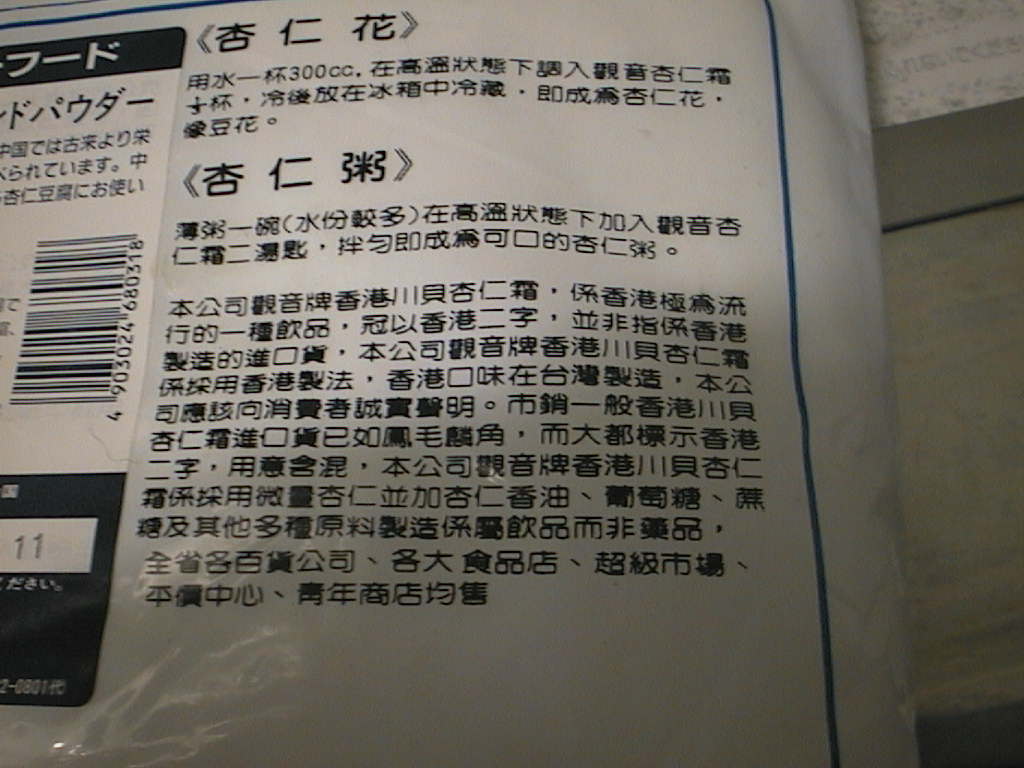 ーフード
ドパウダー
中国では古来より栄
べられています。中
杏仁豆腐にお使い
4 903024 680318
11
ださい。
2-0801代)
《杏仁花》
用水一杯300cc,在高溫狀態下調入觀音杏仁霜
杯,冷後放在冰箱中冷藏,即成為杏仁花,
像豆花。
《杏仁粥》
薄粥一碗(水份較多)在高溫狀態下加入觀音杏
仁霜二湯匙,拌勻即成為可口的杏仁粥。
本公司觀音牌香港川貝杏仁霜,係香港極為流
行的一種飲品,冠以香港二字,並非指係香港
製造的進口貨,本公司觀音牌香港川貝杏仁霜
係採用香港製法,香港口味在台灣製造,本公
司應該向消費者誠實聲明。市銷一般香港川貝
杏仁霜進口貨已如鳳毛麟角,而大都標示香港
二字,用意含混,本公司觀音牌香港川貝杏仁
霜係採用微量杏仁並加杏仁香油、葡萄糖、蔗
糖及其他多種原料製造係屬飲品而非藥品,
全省各百貨公司、各大食品店、超級市場、
平價中心、青年商店均售